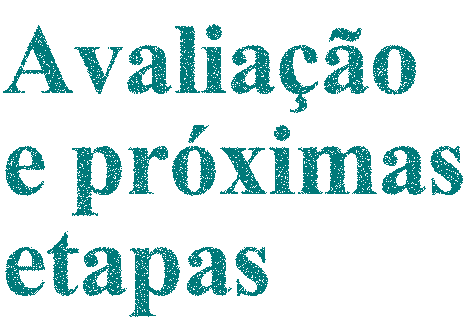 Avaliação
e próximas
etapas